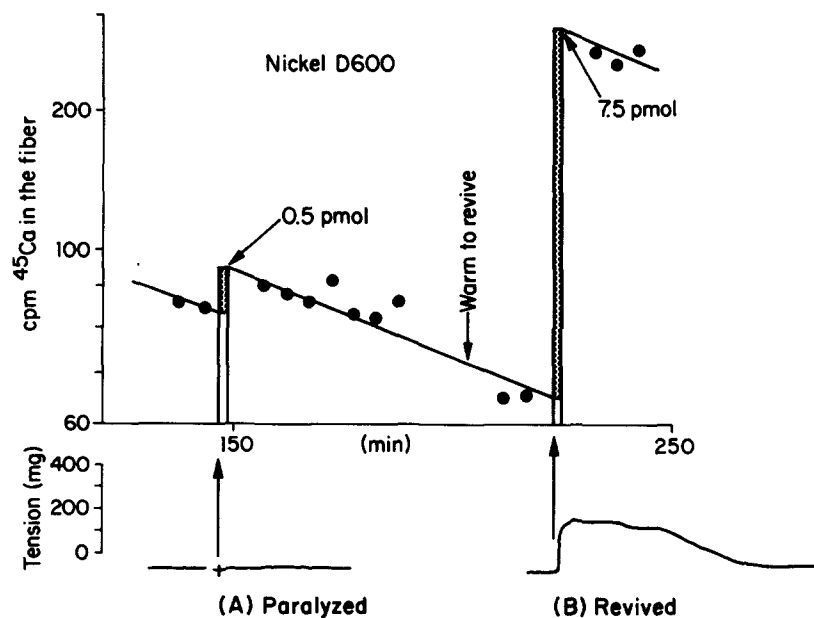 Nickel D600
cpm ⁴⁵Ca in the fiber
200
100
60
0.5 pmol
Warm to revive
7.5 pmol
150
(min)
250
Tension (mg)
400
200
0
(A) Paralyzed
(B) Revived